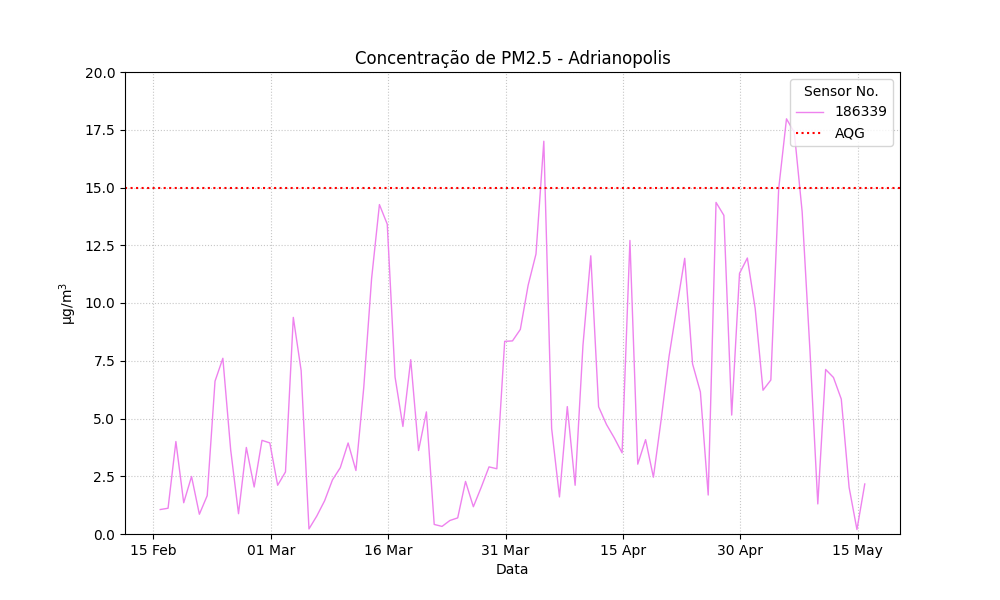 Concentração de PM2.5 - Adrianopolis
Sensor No.
186339
AQG
20.0
17.5
15.0
12.5
10.0
7.5
5.0
2.5
0.0
µg/m³
15 Feb
01 Mar
16 Mar
31 Mar
15 Apr
30 Apr
15 May
Data